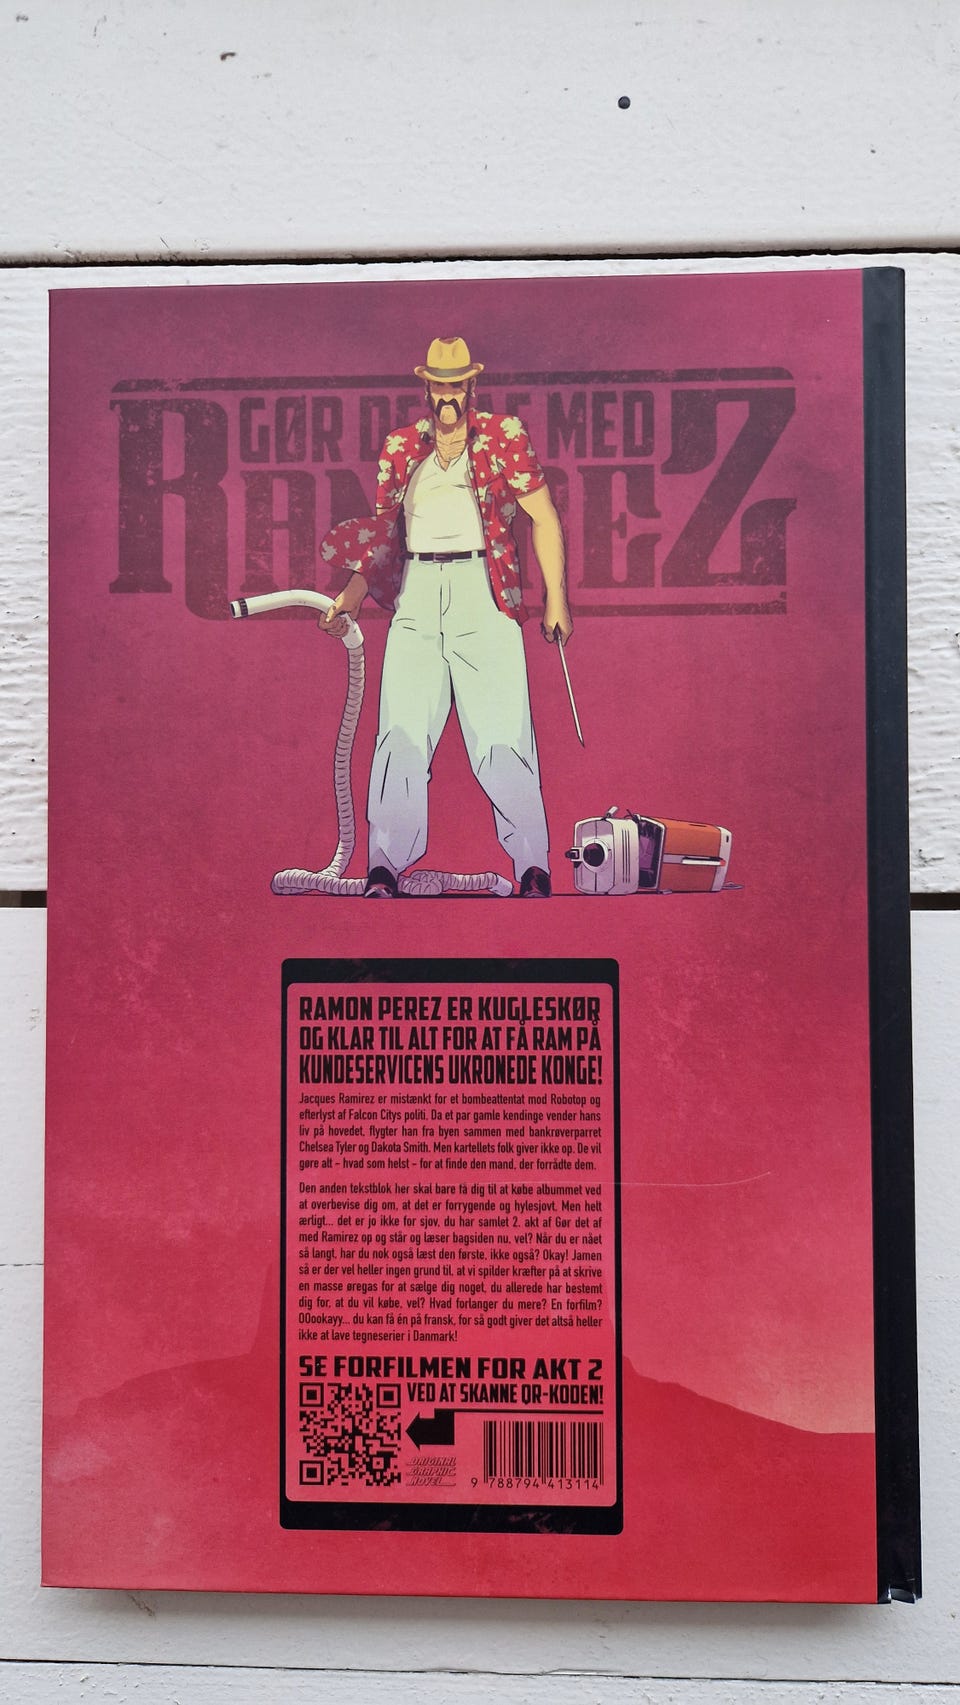 GØR DET AF MED
RAMIREZ
RAMON PEREZ ER KUGLESKØR
OG KLAR TIL ALT FOR AT FÅ RAM PÅ
KUNDESERVICENS UKRONEDE KONGE!
Jacques Ramirez er mistænkt for et bombeattentat mod Robotop og
efterlyst af Falcon Citys politi. Da et par gamle kendinge vender hans
liv på hovedet, flygter han fra byen sammen med bankrøverparret
Chelsea Tyler og Dakota Smith. Men kartellets folk giver ikke op. De vil
gøre alt – hvad som helst – for at finde den mand, der forrådte dem.
Den anden tekstblok her skal bare få dig til at købe albummet ved
at overbevise dig om, at det er forrygende og hylesjovt. Men helt
ærligt... det er jo ikke for sjov, du har samlet 2. akt af Gør det af
med Ramirez op og står og læser bagsiden nu, vel? Når du er nået
så langt, har du nok også læst den første, ikke også? Okay! Jamen
så er der vel heller ingen grund til, at vi spilder kræfter på at skrive
en masse øregas for at sælge dig noget, du allerede har bestemt
dig for, at du vil købe, vel? Hvad forlanger du mere? En forfilm?
OOookayy... du kan få én på fransk, for så godt giver det altså heller
ikke at lave tegneserier i Danmark!
SE FORFILMEN FOR AKT 2
VED AT SKANNE QR-KODEN!
ORIGINAL
GRAPHIC
NOVEL
9 788794 413114